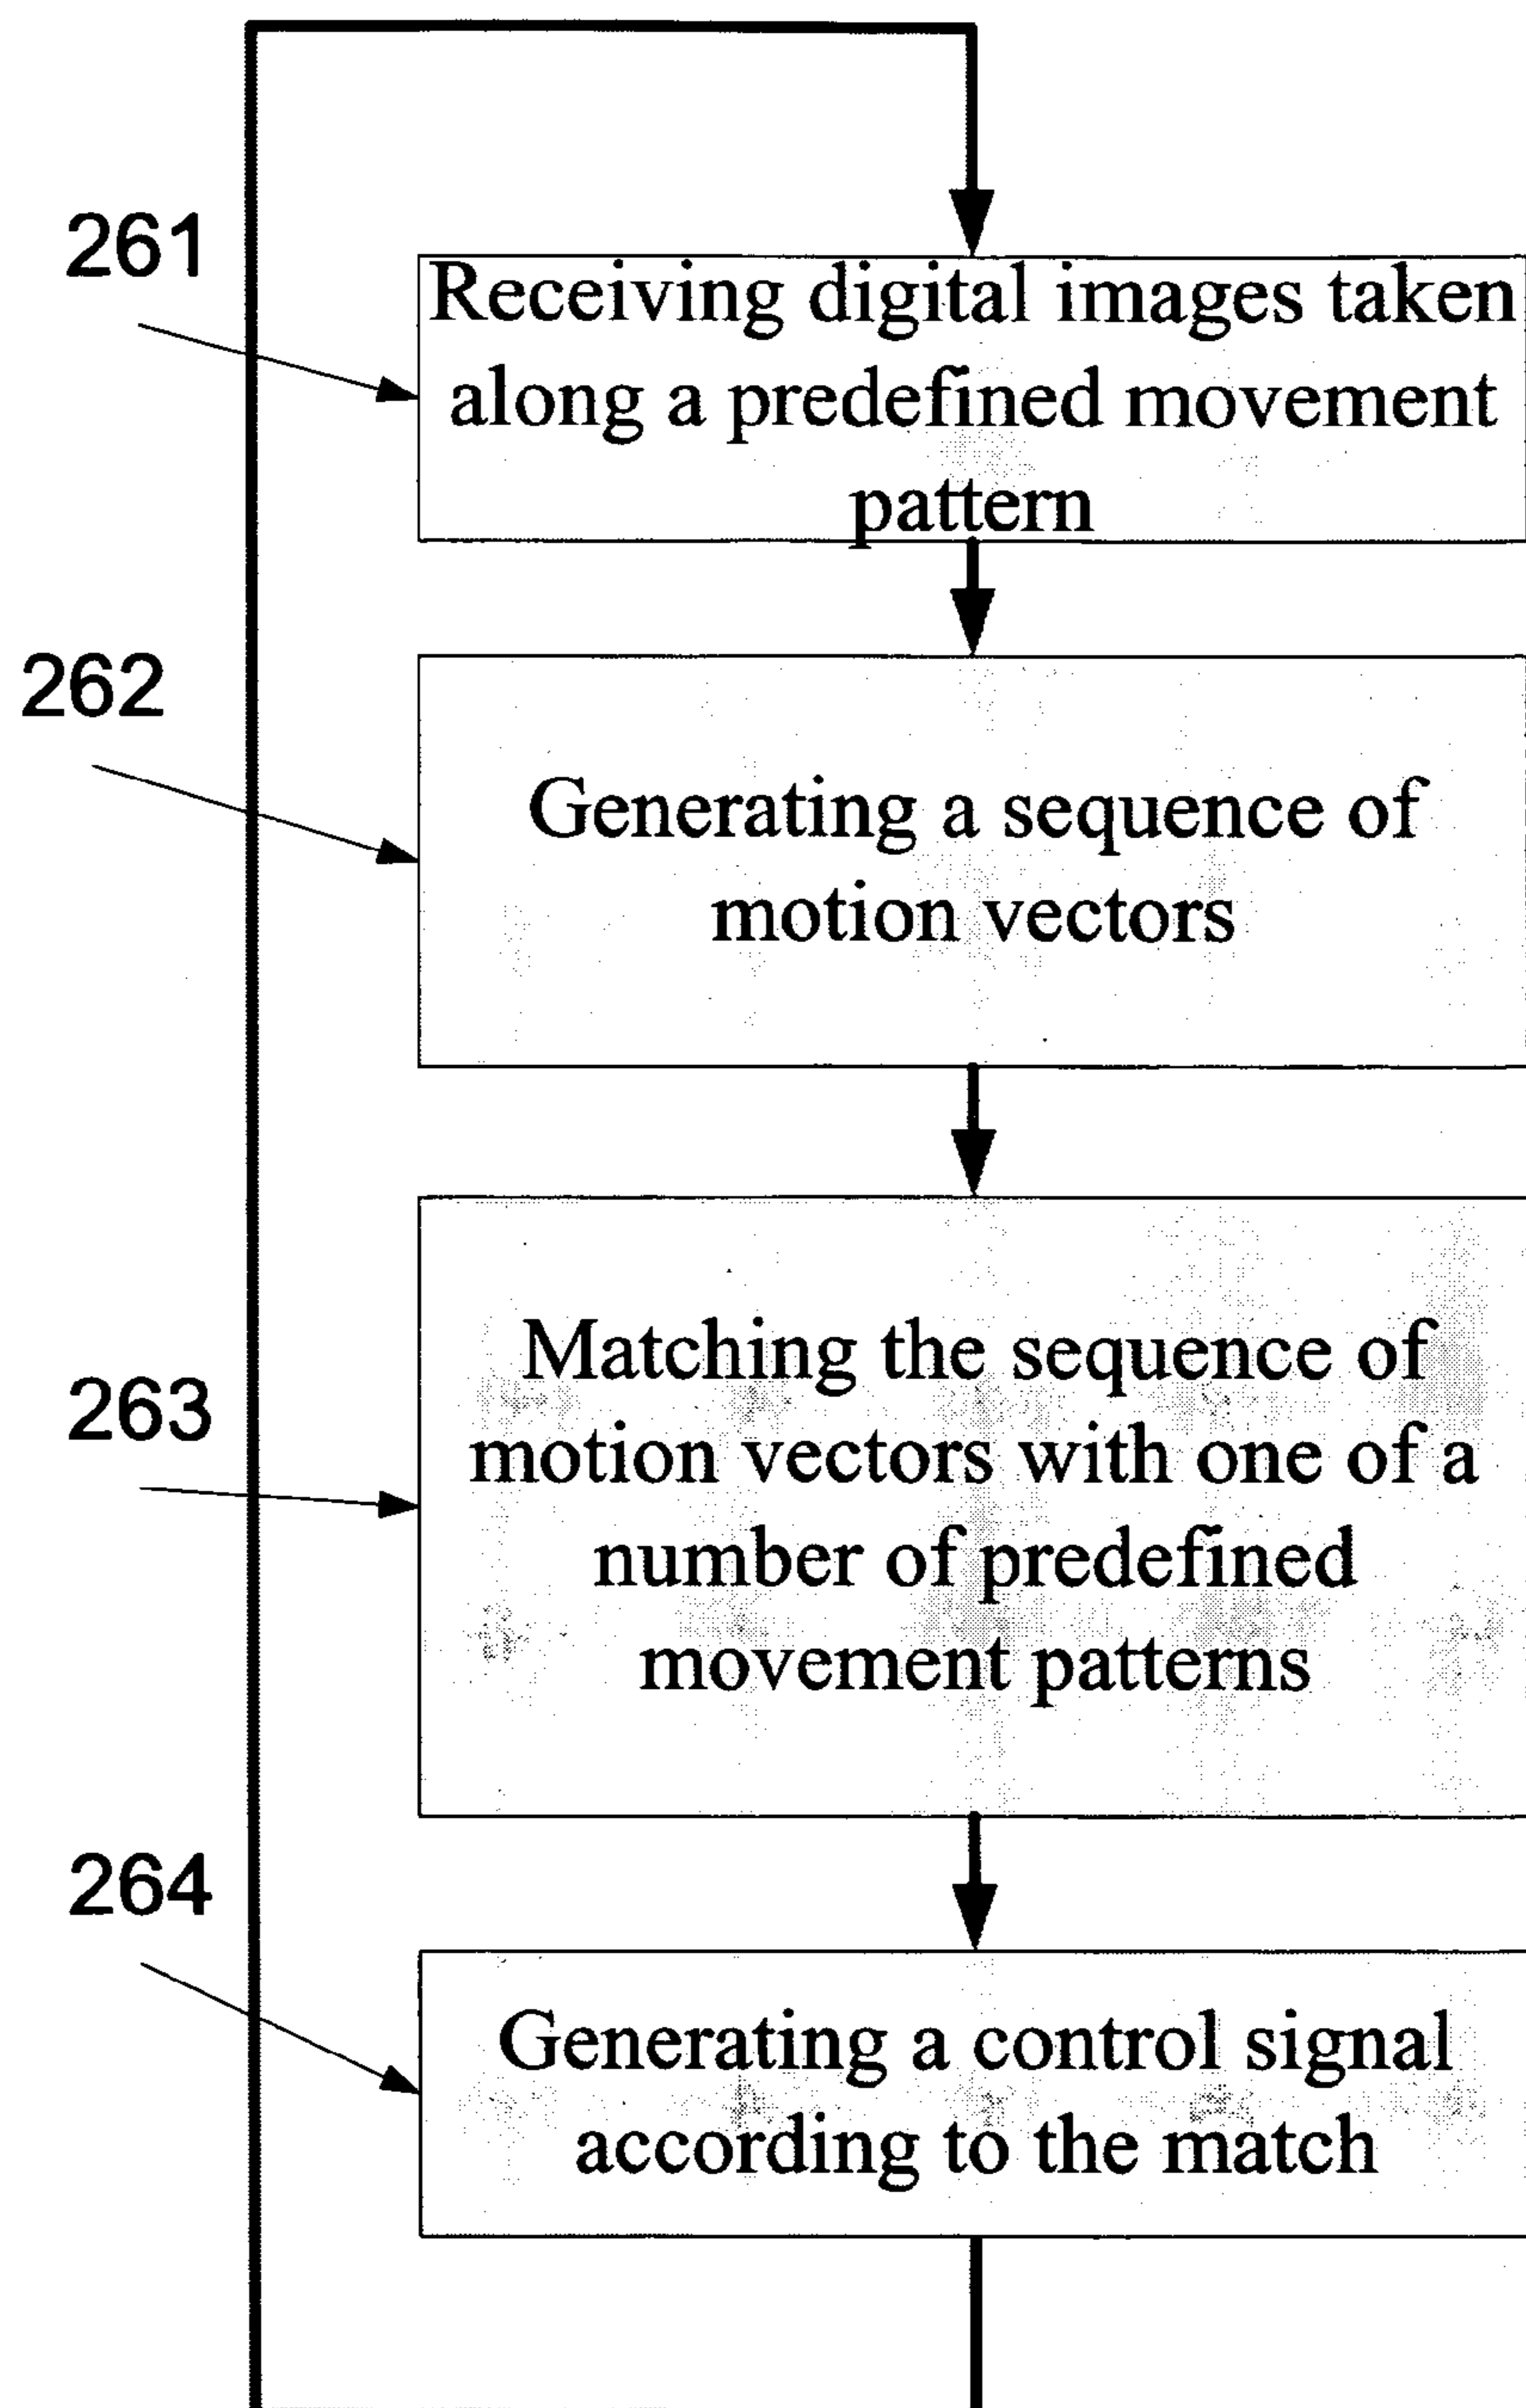 261
Receiving digital images taken
along a predefined movement
pattern
262
Generating a sequence of
motion vectors
263
Matching the sequence of
motion vectors with one of a
number of predefined
movement patterns
264
Generating a control signal
according to the match